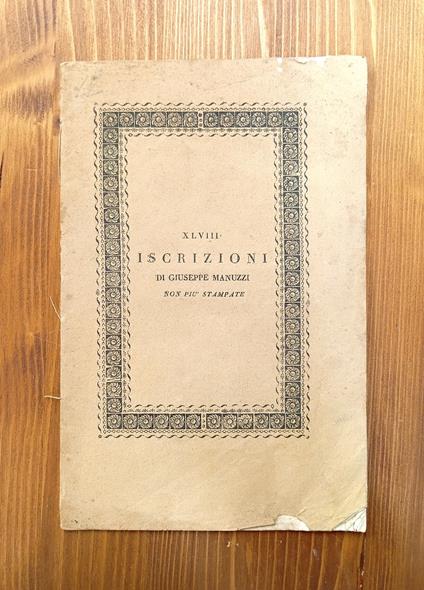 XLVIII.
ISCRIZIONI
DI GIUSEPPE MANUZZI
NON PIU' STAMPATE